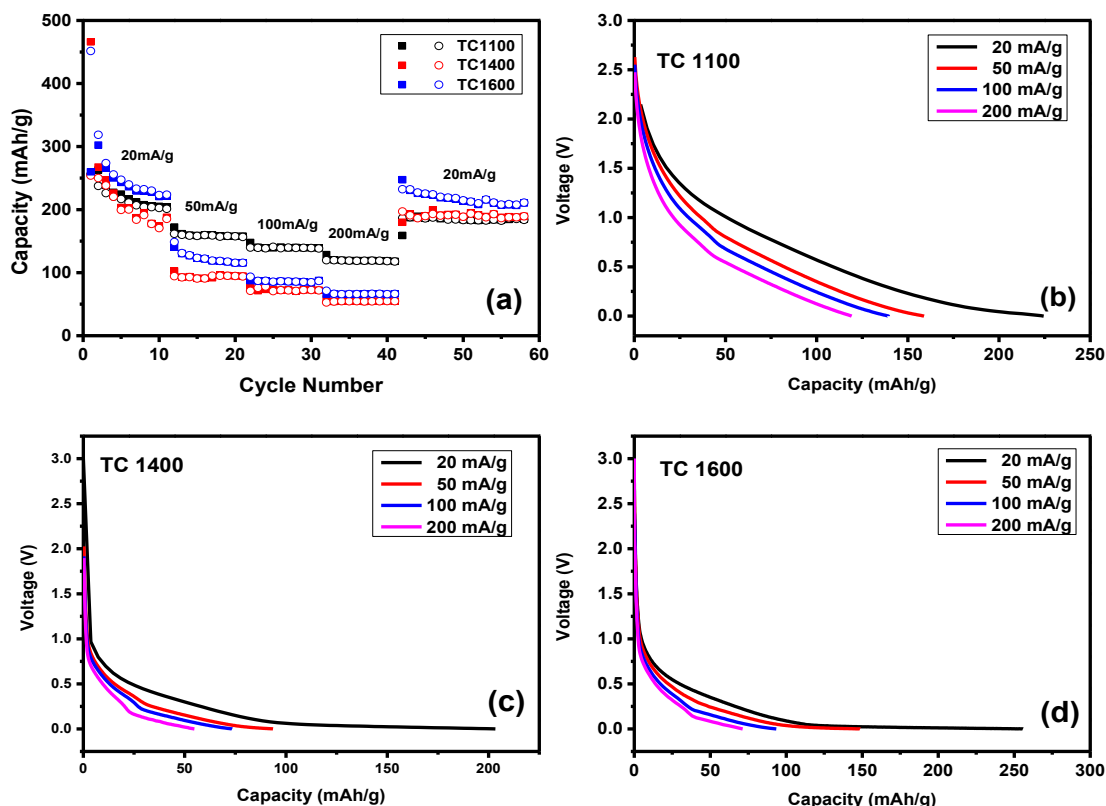 500
400
300
200
100
0
0 10 20 30 40 50 60
Capacity (mAh/g)
Cycle Number
TC1100
TC1400
TC1600
20mA/g
50mA/g
100mA/g
200mA/g
20mA/g
(a)
3.0
2.5
2.0
1.5
1.0
0.5
0.0
0 50 100 150 200 250
Voltage (V)
Capacity (mAh/g)
TC 1100
20 mA/g
50 mA/g
100 mA/g
200 mA/g
(b)
3.0
2.5
2.0
1.5
1.0
0.5
0.0
0 50 100 150 200
Voltage (V)
Capacity (mAh/g)
TC 1400
20 mA/g
50 mA/g
100 mA/g
200 mA/g
(c)
3.0
2.5
2.0
1.5
1.0
0.5
0.0
0 50 100 150 200 250 300
Voltage (V)
Capacity (mAh/g)
TC 1600
20 mA/g
50 mA/g
100 mA/g
200 mA/g
(d)